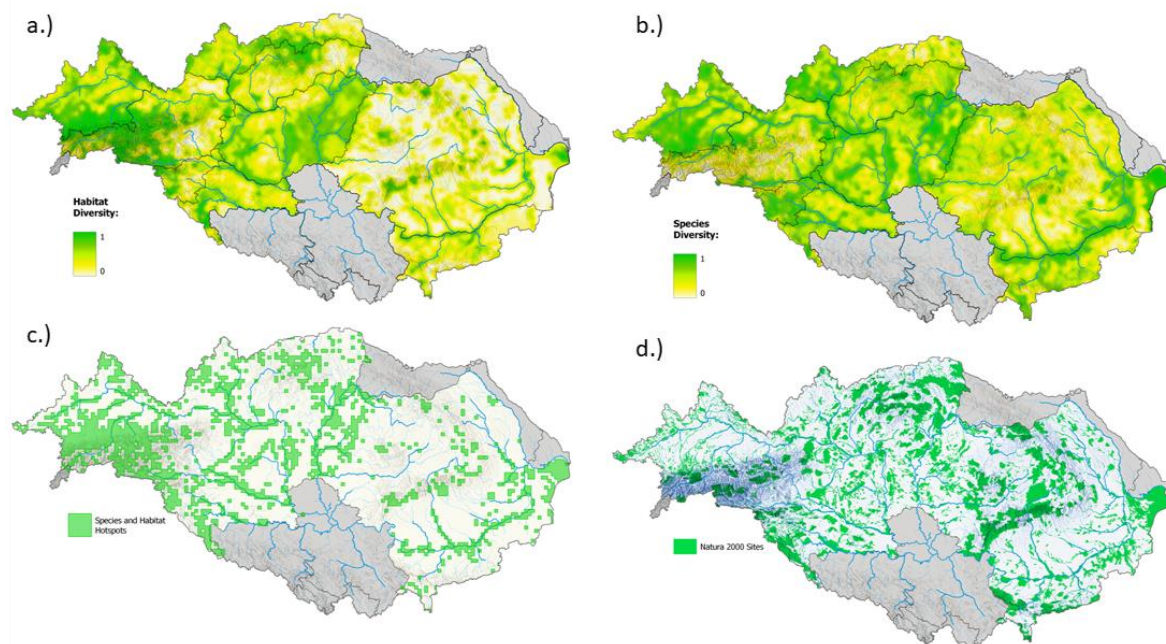 a.)
Habitat
Diversity:
1
0
b.)
Species
Diversity:
1
0
c.)
Species and Habitat
Hotspots
d.)
Natura 2000 Sites